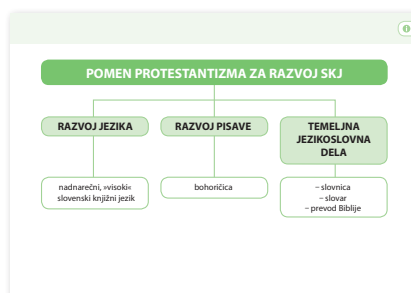 POMEN PROTESTANTIZMA ZA RAZVOJ SKJ
RAZVOJ JEZIKA
nadnarečni, »visoki«
slovenski knjižni jezik
RAZVOJ PISAVE
bohoričica
TEMELJNA
JEZIKOSLOVNA
DELA
– slovnica
– slovar
– prevod Biblije